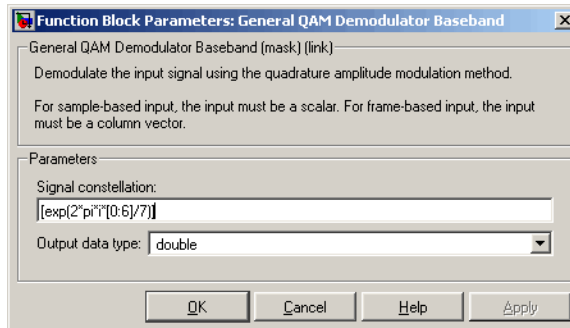 Function Block Parameters: General QAM Demodulator Baseband
General QAM Demodulator Baseband (mask) (link)
Demodulate the input signal using the quadrature amplitude modulation method.
For sample-based input, the input must be a scalar. For frame-based input, the input
must be a column vector.
Parameters
Signal constellation:
[exp(2*pi*i*[0:6]/7)]
Output data type: double
OK Cancel Help Apply